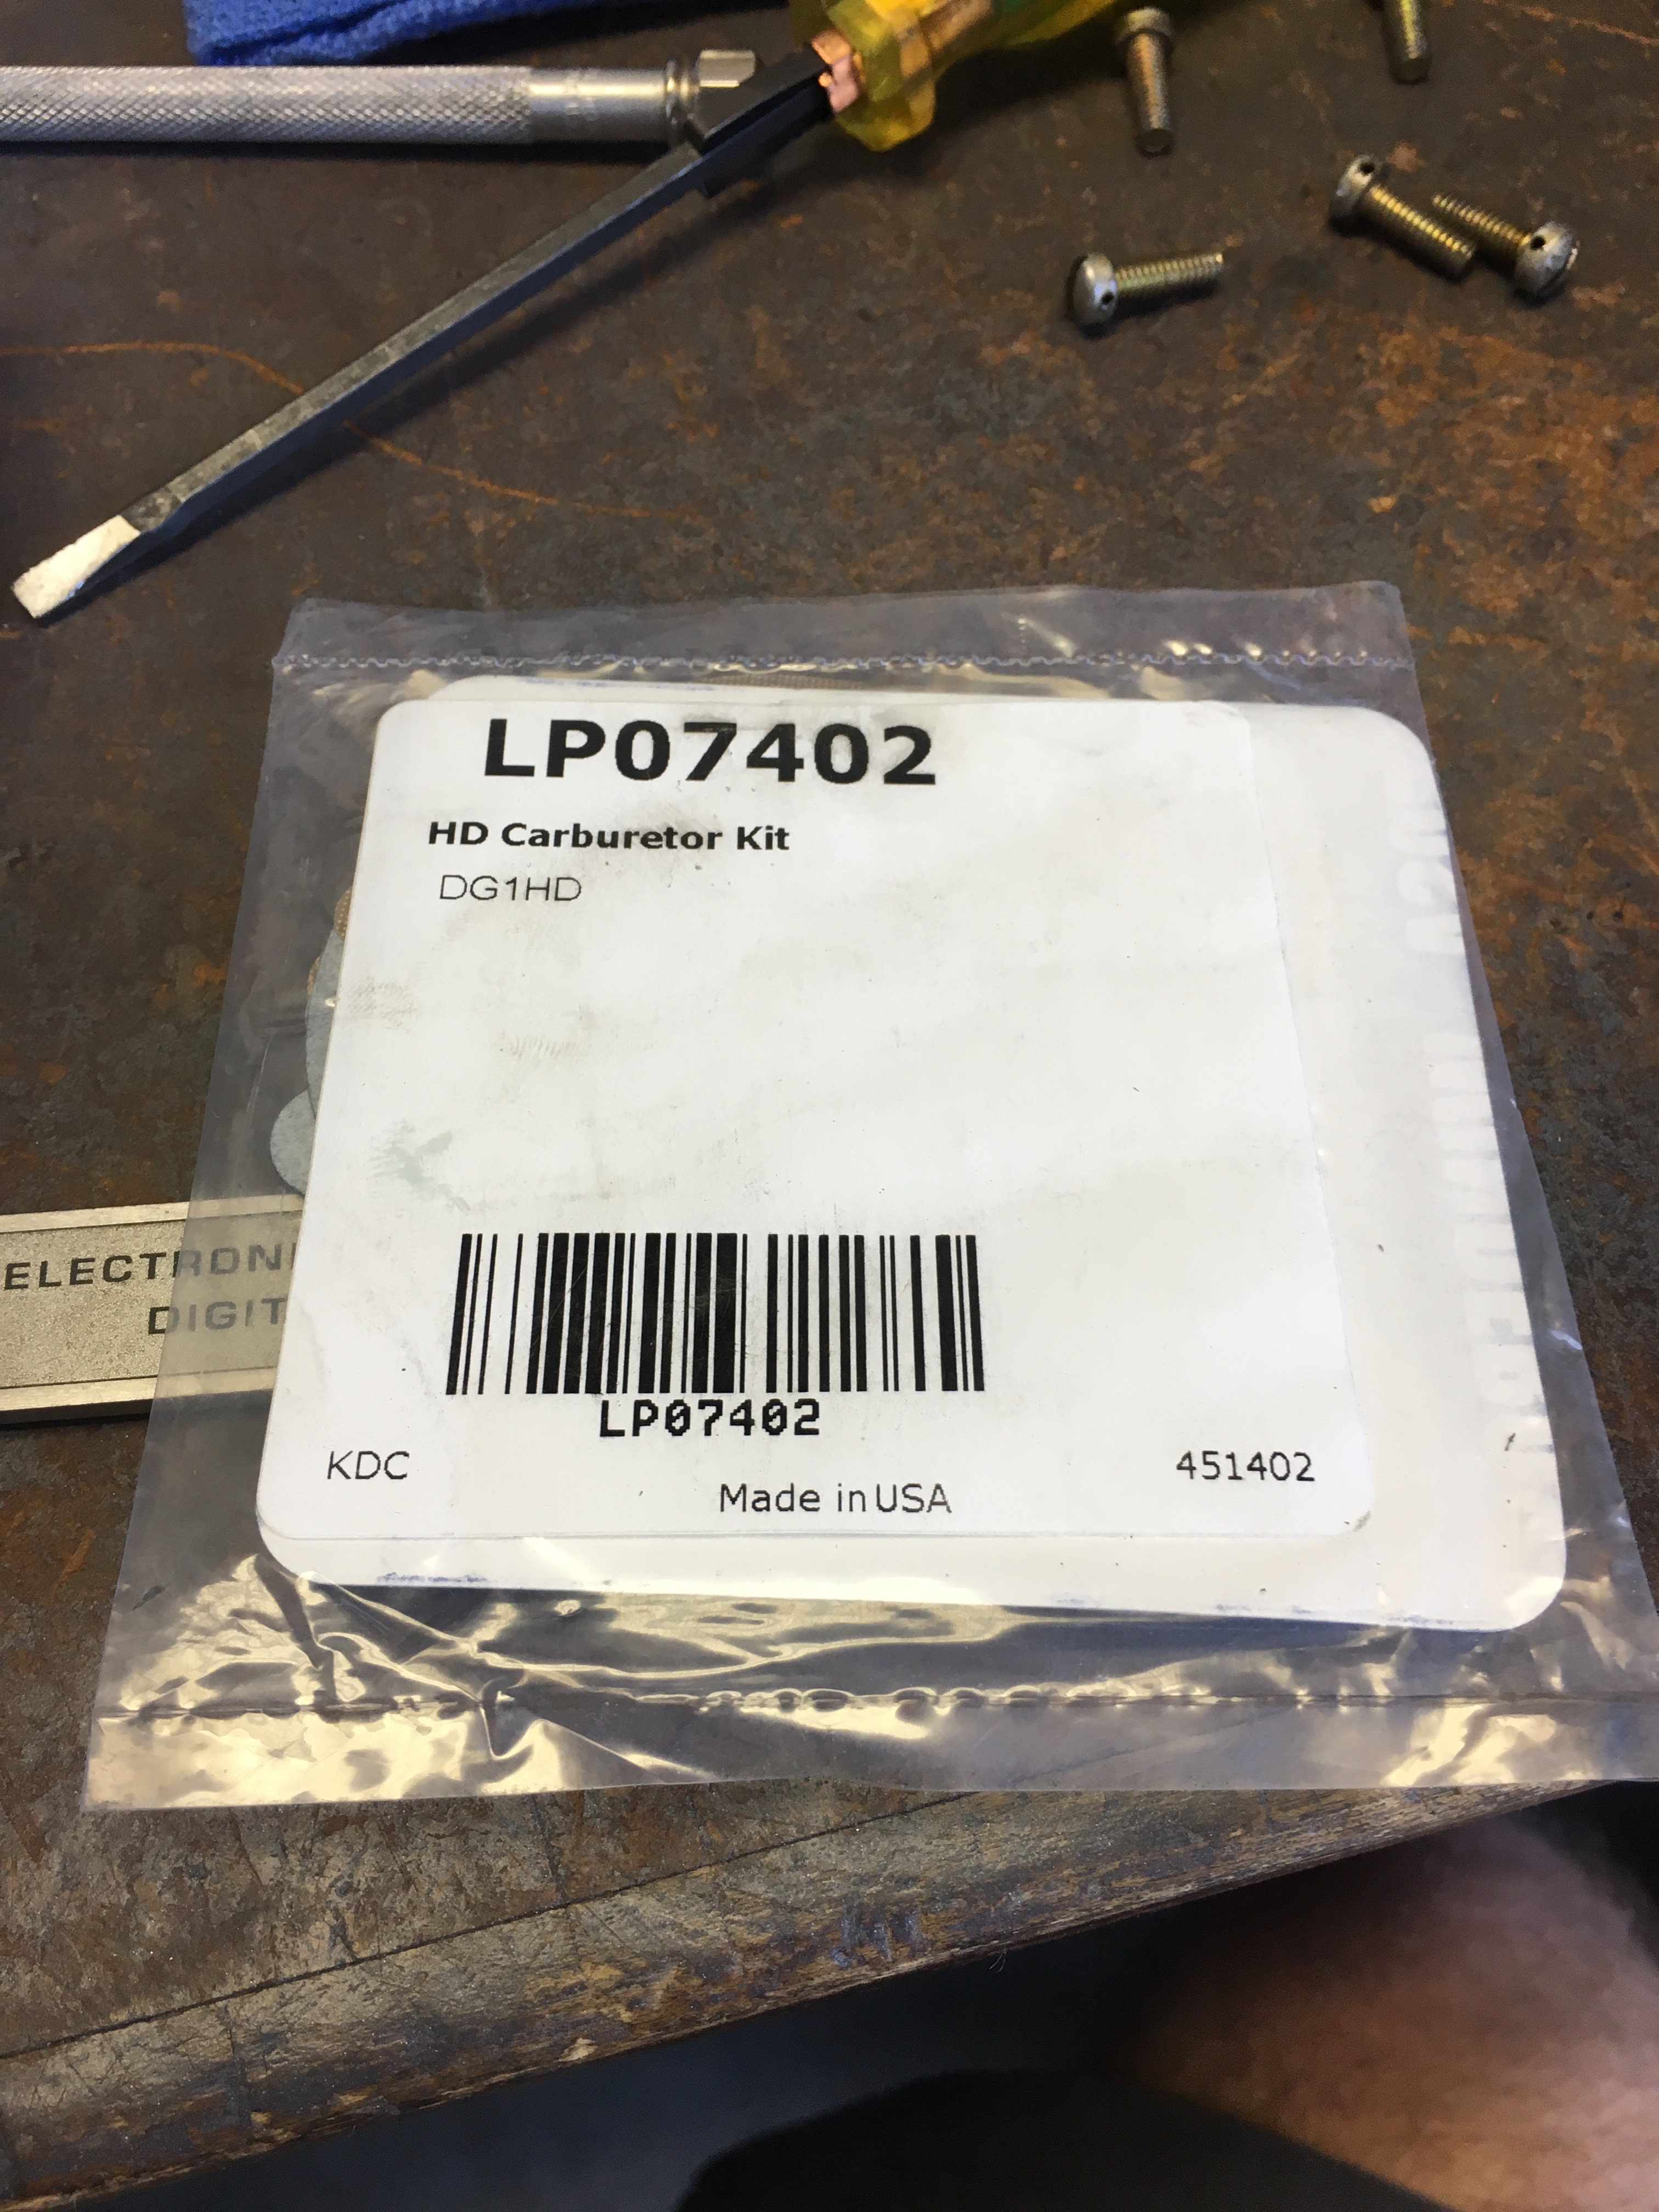 LP07402
HD Carburetor Kit
DG1HD
ELECTRONI
DIGIT
LP07402
KDC
451402
Made in USA